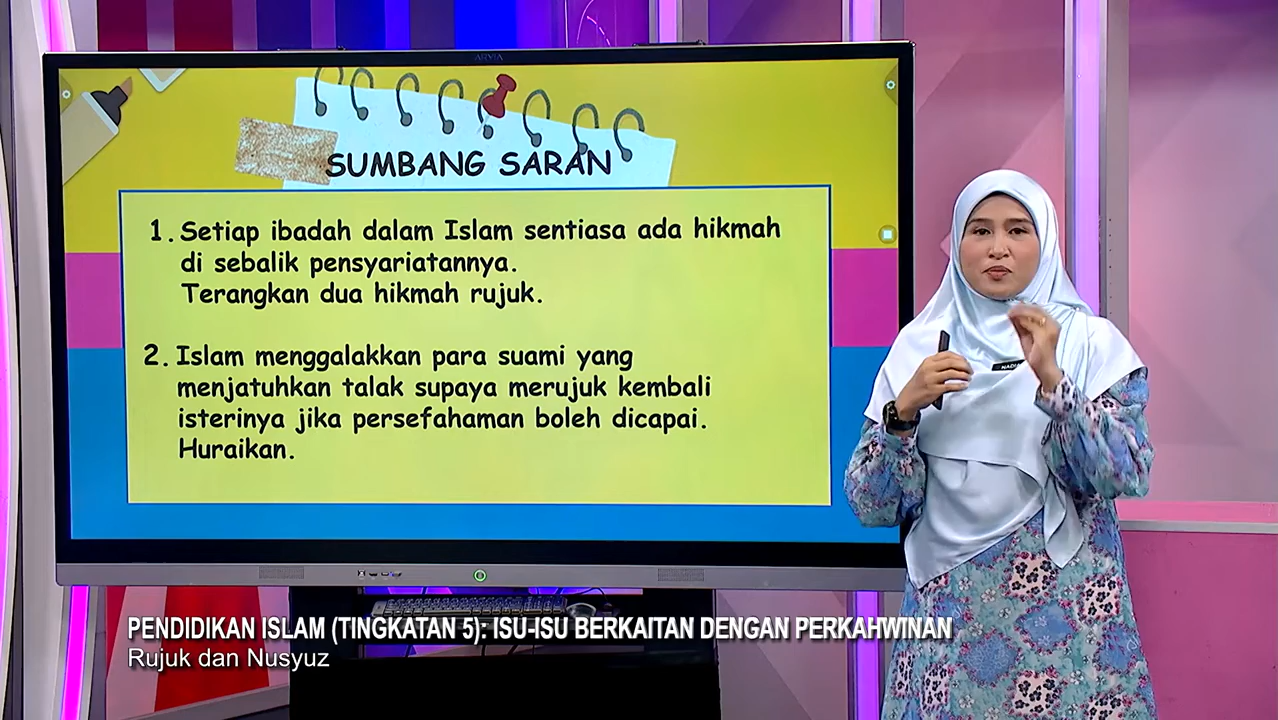 SUMBANG SARAN
1. Setiap ibadah dalam Islam sentiasa ada hikmah
di sebalik pensyariatannya.
Terangkan dua hikmah rujuk.
2. Islam menggalakkan para suami yang
menjatuhkan talak supaya merujuk kembali
isterinya jika persefahaman boleh dicapai.
Huraikan.
PENDIDIKAN ISLAM (TINGKATAN 5): ISU-ISU BERKAITAN DENGAN PERKAHWINAN
Rujuk dan Nusyuz